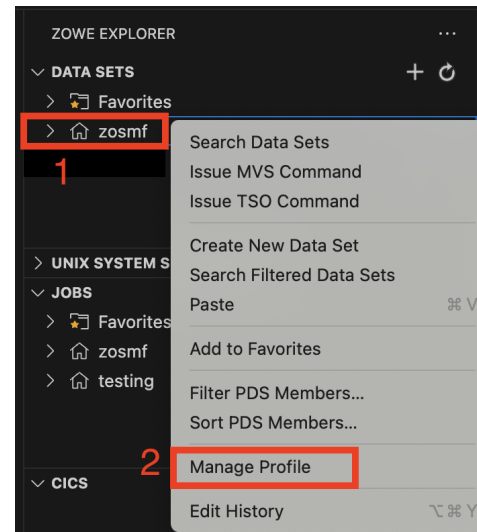 ZOWE EXPLORER ...
DATA SETS
Favorites
zosmf
1
Search Data Sets
Issue MVS Command
Issue TSO Command
Create New Data Set
Search Filtered Data Sets
Paste ⌘ V
Add to Favorites
Filter PDS Members...
Sort PDS Members...
2
Manage Profile
Edit History ⌥ ⌘ Y
UNIX SYSTEM S
JOBS
Favorites
zosmf
testing
CICS